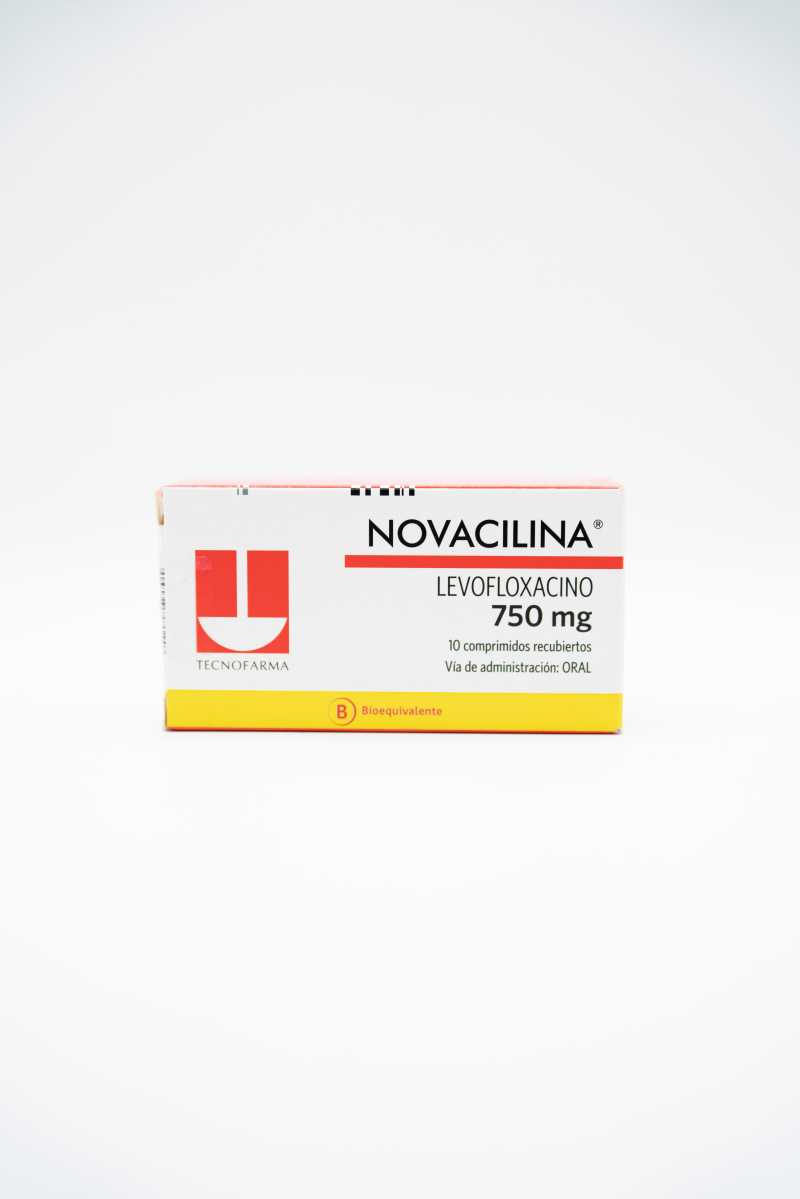 NOVACILINA®
LEVOFLOXACINO
750 mg
10 comprimidos recubiertos
Vía de administración: ORAL
TECNOFARMA
B Bioequivalente